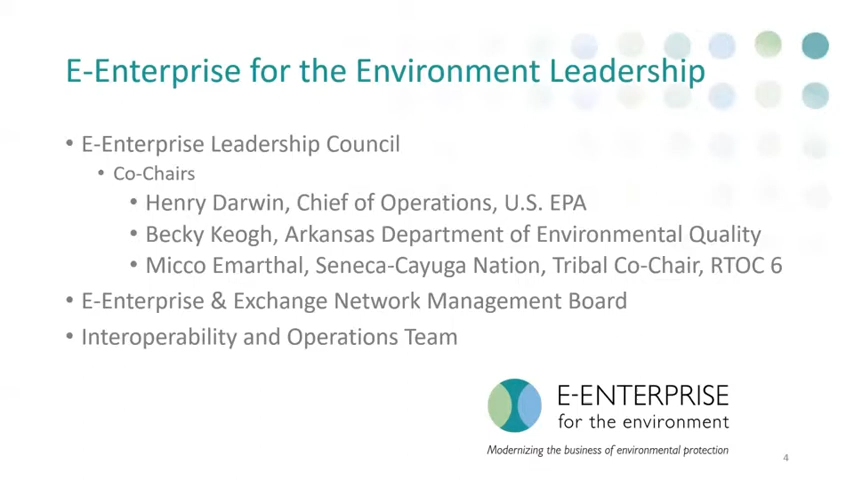 E-Enterprise for the Environment Leadership
• E-Enterprise Leadership Council
• Co-Chairs
• Henry Darwin, Chief of Operations, U.S. EPA
• Becky Keogh, Arkansas Department of Environmental Quality
• Micco Emarthal, Seneca-Cayuga Nation, Tribal Co-Chair, RTOC 6
• E-Enterprise & Exchange Network Management Board
• Interoperability and Operations Team
E-ENTERPRISE
for the environment
Modernizing the business of environmental protection
4